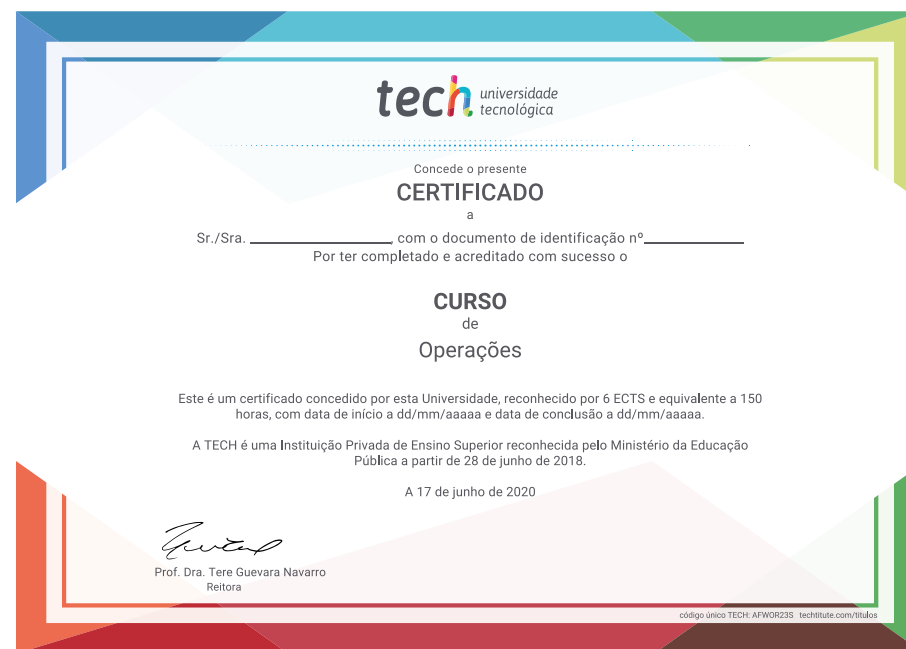 tech universidade
tecnológica
Concede o presente
CERTIFICADO
a
Sr./Sra. ____________________, com o documento de identificação nº______________
Por ter completado e acreditado com sucesso o
CURSO
de
Operações
Este é um certificado concedido por esta Universidade, reconhecido por 6 ECTS e equivalente a 150
horas, com data de início a dd/mm/aaaaa e data de conclusão a dd/mm/aaaaa.
A TECH é uma Instituição Privada de Ensino Superior reconhecida pelo Ministério da Educação
Pública a partir de 28 de junho de 2018.
A 17 de junho de 2020
Prof. Dra. Tere Guevara Navarro
Reitora
código único TECH: AFWOR23S techtitute.com/titulos